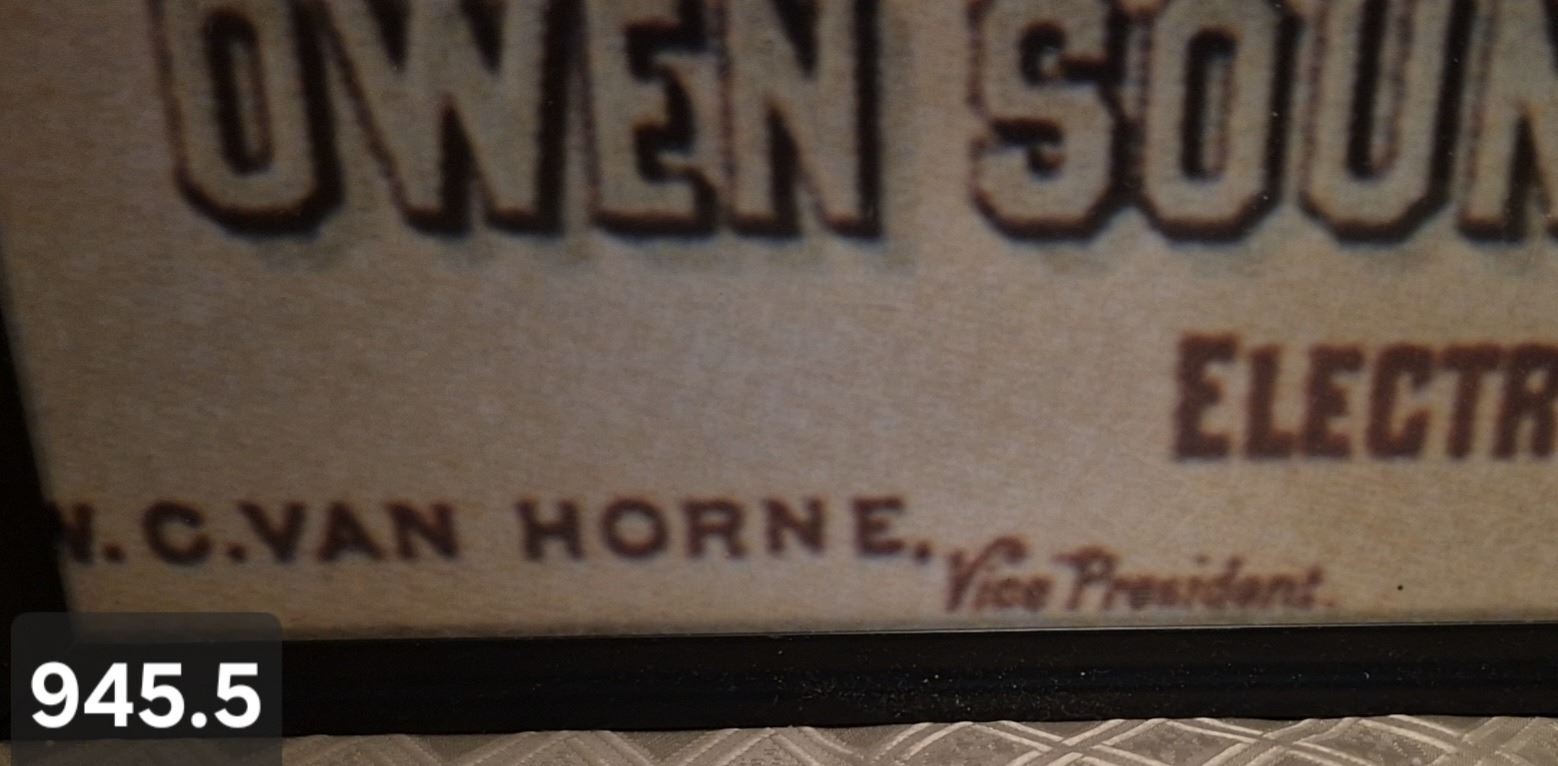 OWEN SOUN
ELECTR
W.C.VAN HORNE, Vice President.
945.5